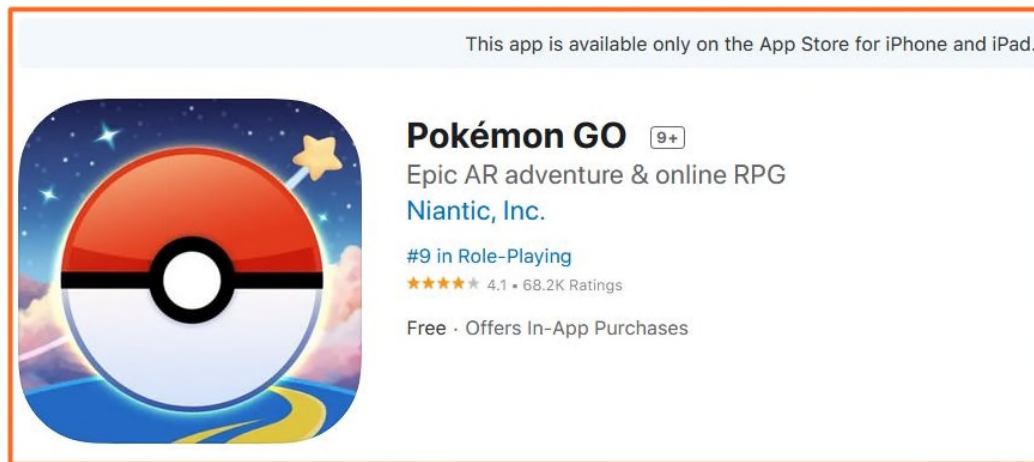 This app is available only on the App Store for iPhone and iPad.
Pokémon GO 9+
Epic AR adventure & online RPG
Niantic, Inc.
#9 in Role-Playing
★★★★★ 4.1 • 68.2K Ratings
Free · Offers In-App Purchases